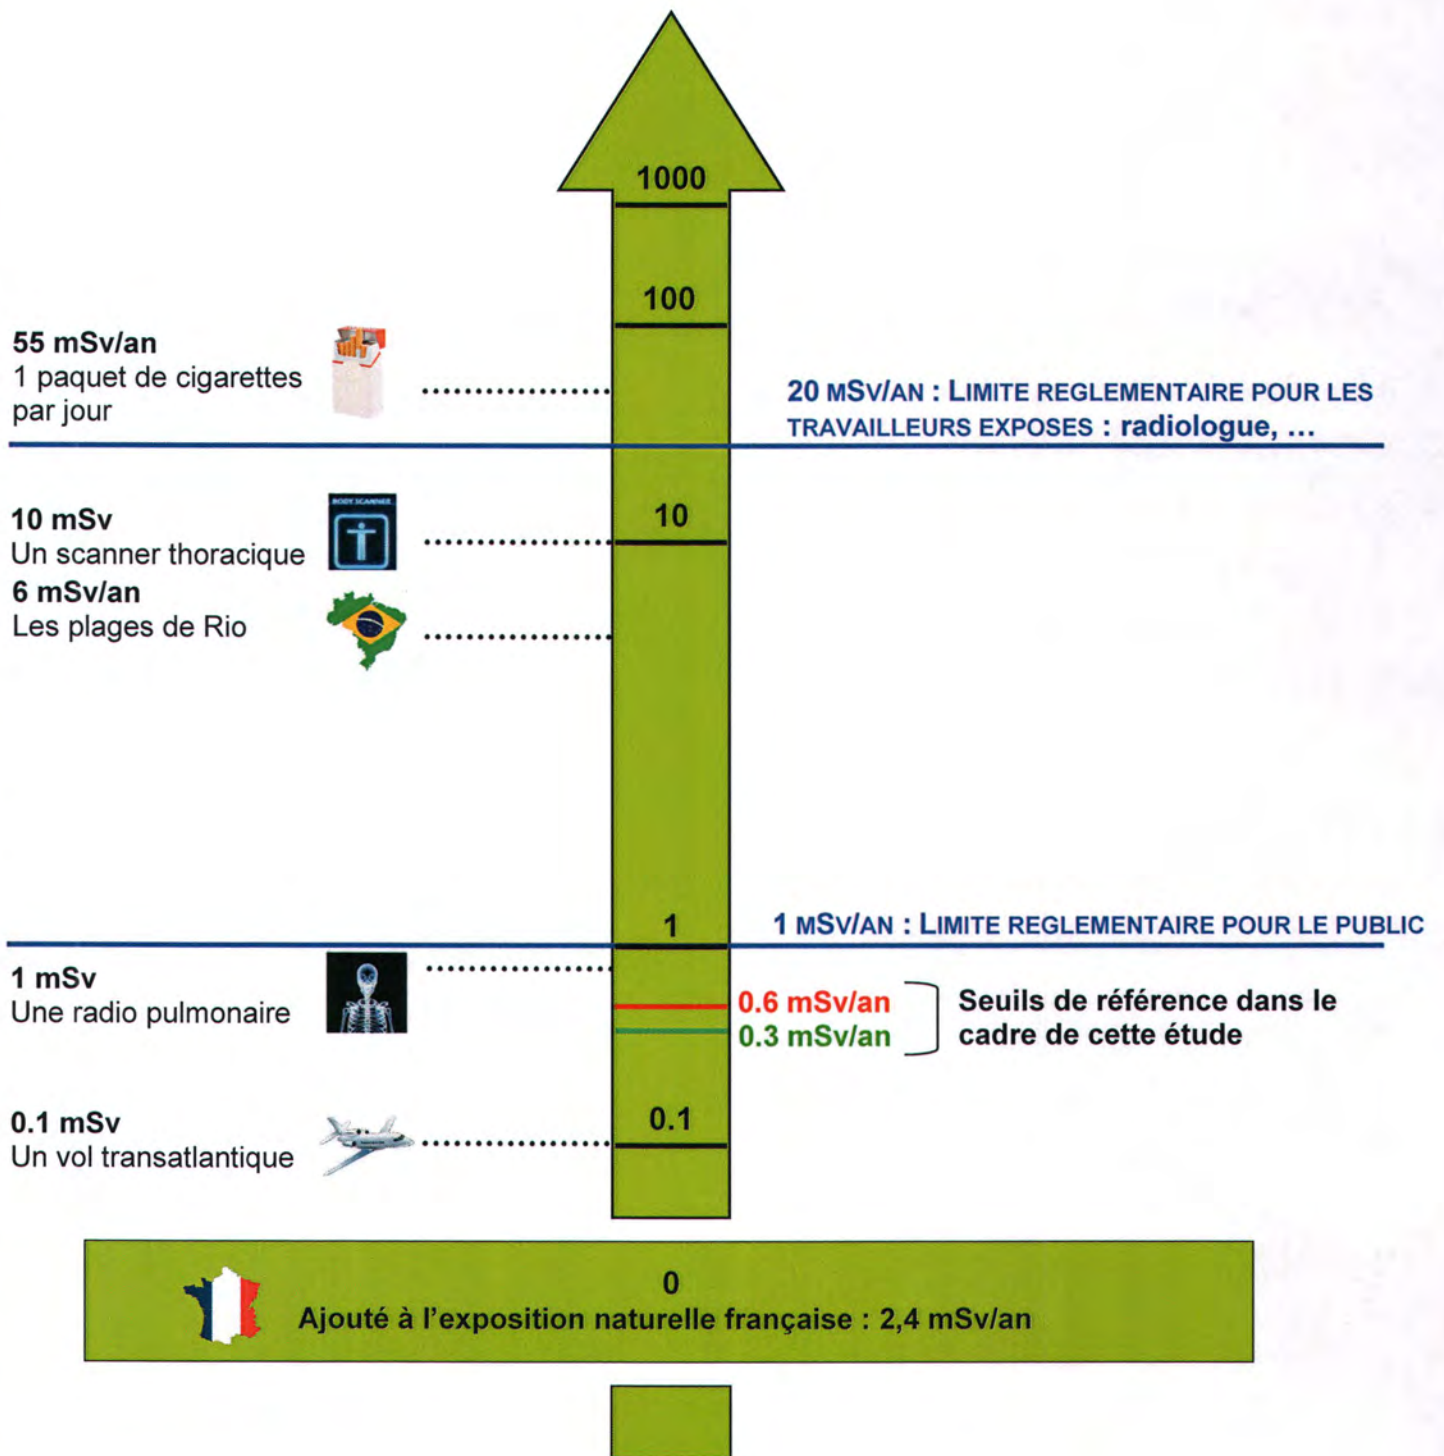 1000
100
55 mSv/an
1 paquet de cigarettes
par jour
20 MSV/AN : LIMITE REGLEMENTAIRE POUR LES
TRAVAILLEURS EXPOSES : radiologue, ...
BODY SCANNER
10 mSv
Un scanner thoracique
10
6 mSv/an
Les plages de Rio
1
1 MSV/AN : LIMITE REGLEMENTAIRE POUR LE PUBLIC
1 mSv
Une radio pulmonaire
0.6 mSv/an
0.3 mSv/an
Seuils de référence dans le
cadre de cette étude
0.1 mSv
Un vol transatlantique
0.1
0
Ajouté à l'exposition naturelle française : 2,4 mSv/an